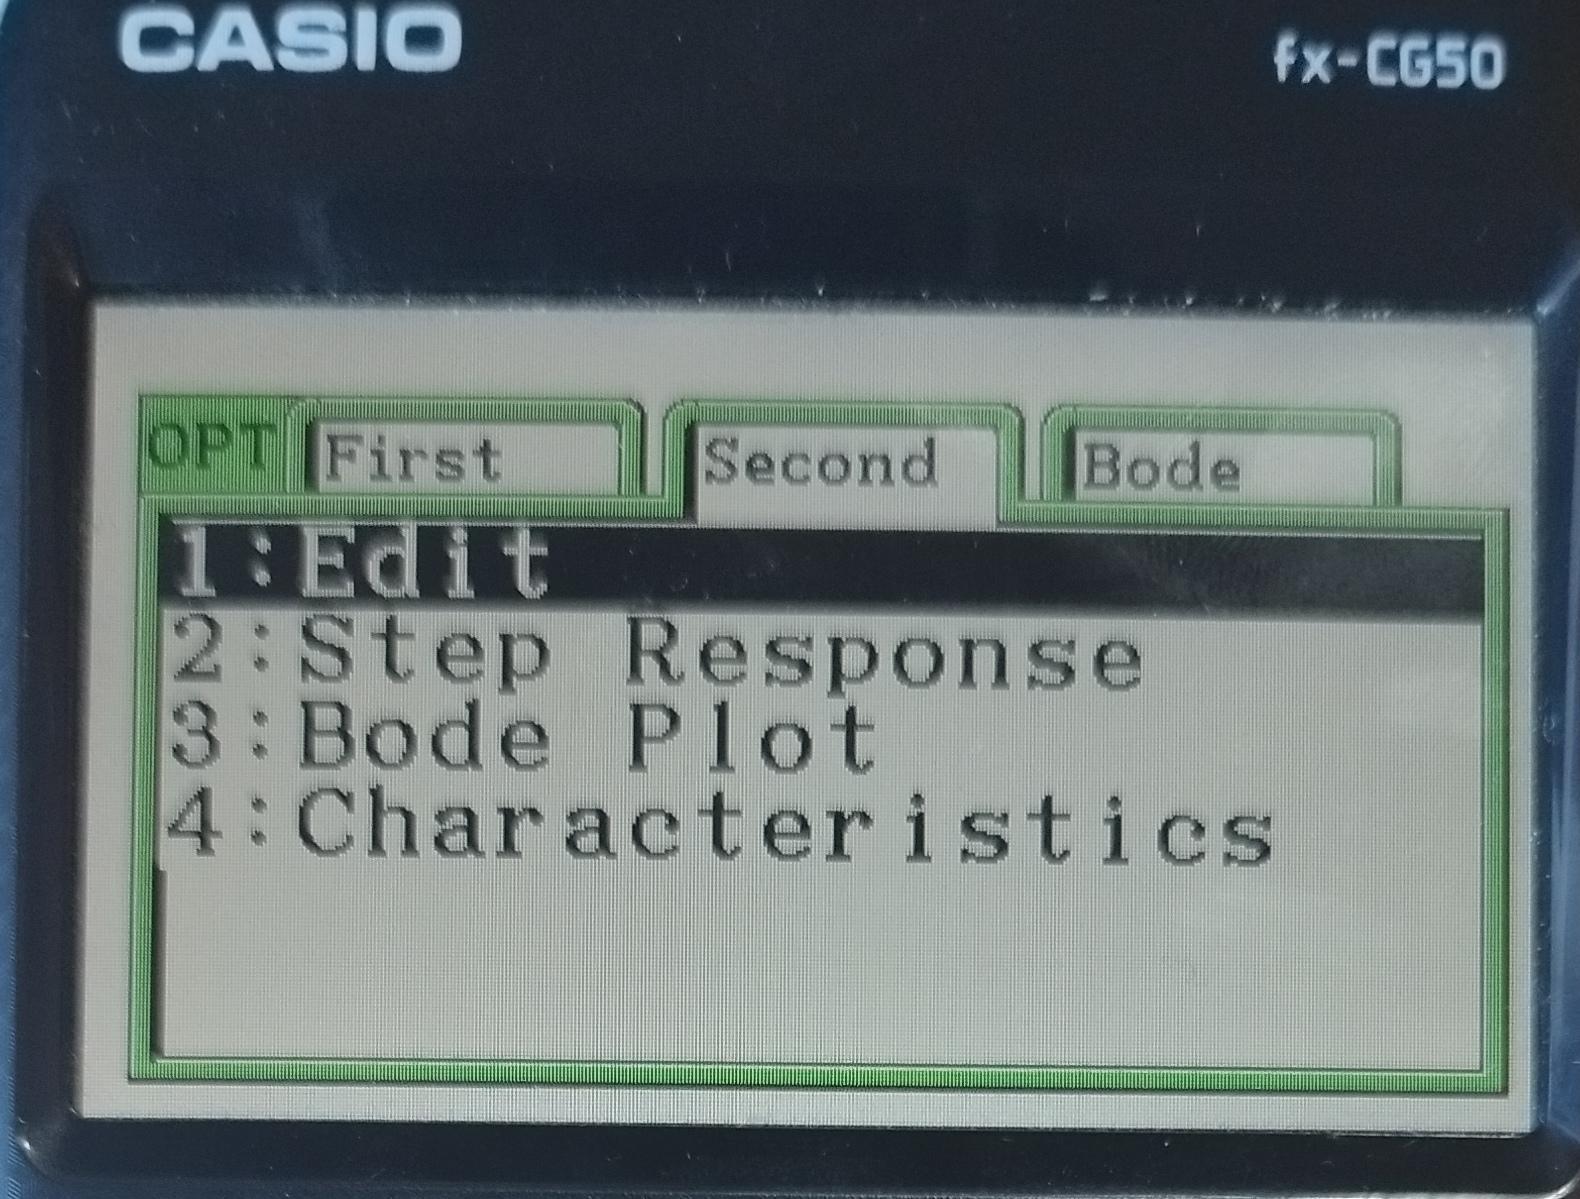 CASIO fx-CG50
OPT First Second Bode
1:Edit
2:Step Response
3:Bode Plot
4:Characteristics